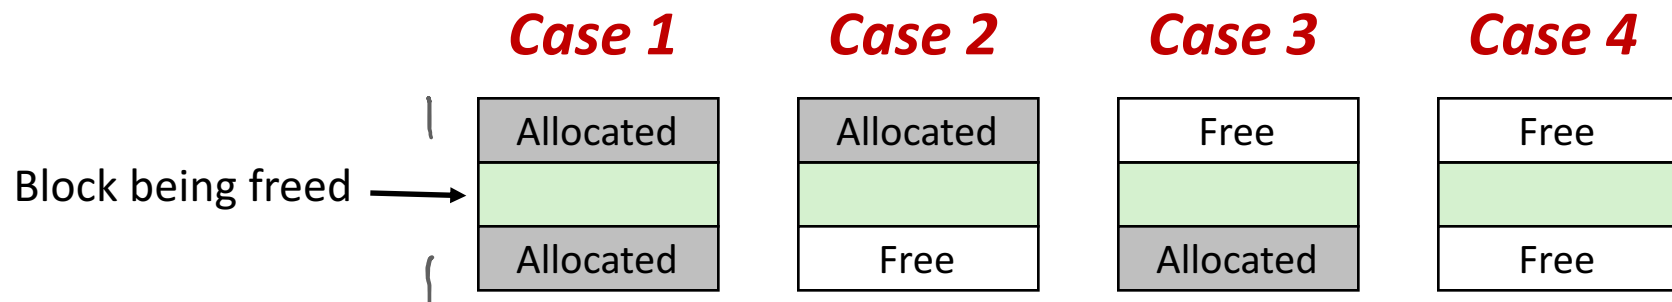 Case 1 Case 2 Case 3 Case 4
Allocated Allocated Free Free
Block being freed
Allocated Free Allocated Free